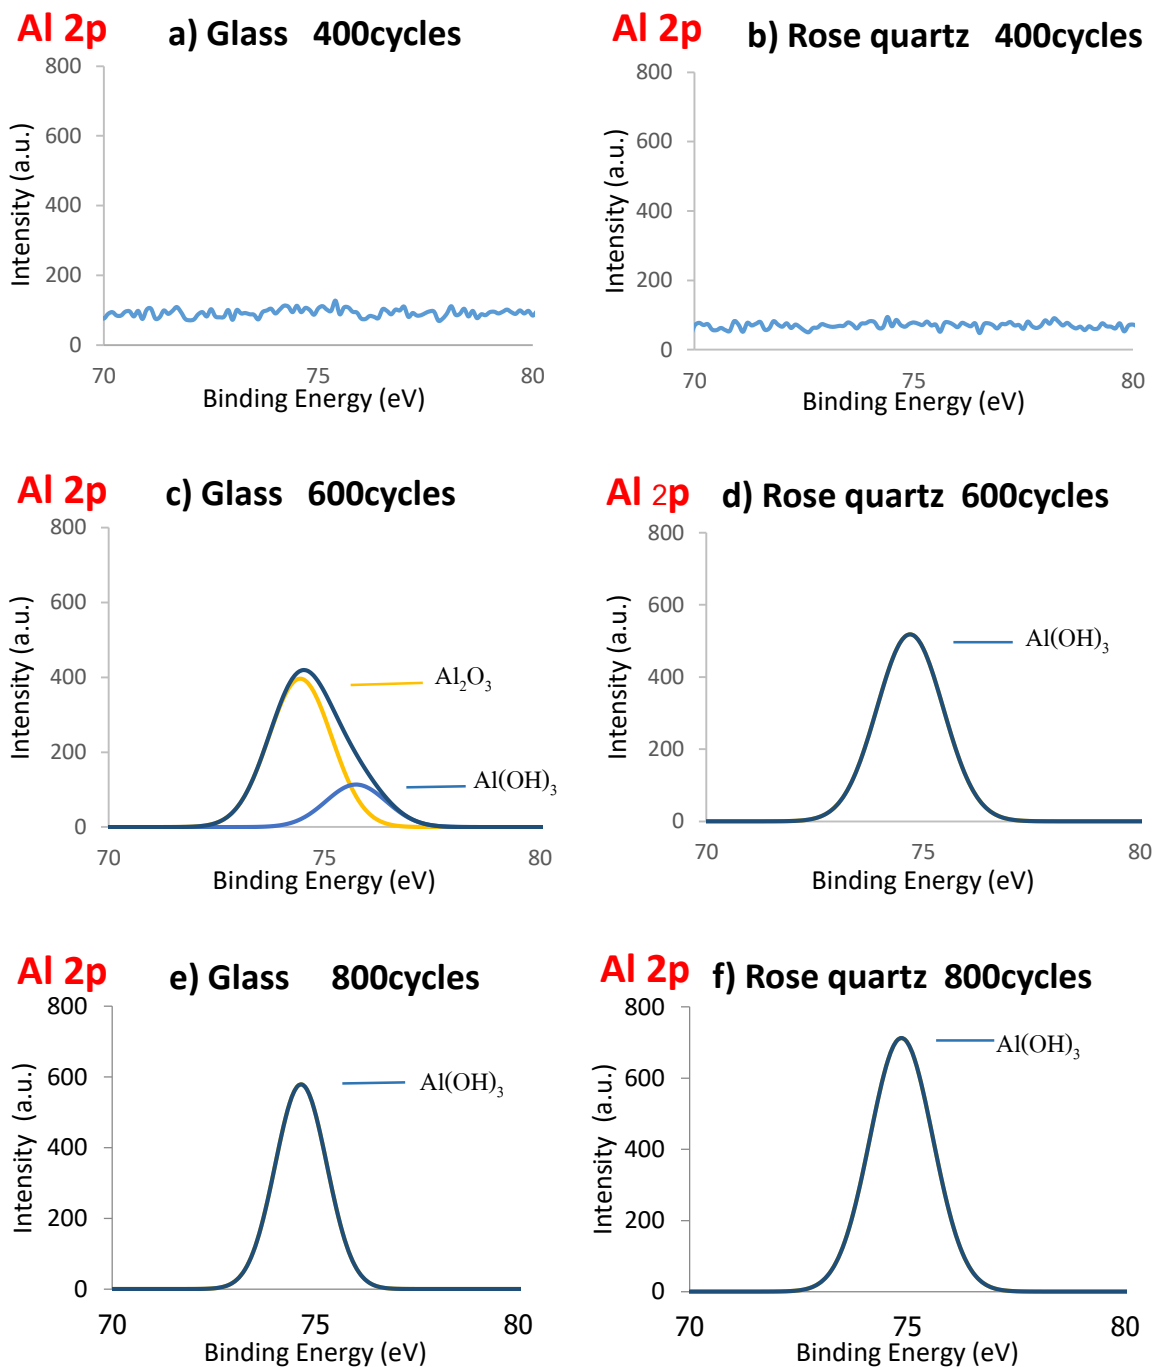 Al 2p a) Glass 400cycles
800
600
400
200
0
70 75 80
Intensity (a.u.)
Binding Energy (eV)
Al 2p b) Rose quartz 400cycles
800
600
400
200
0
70 75 80
Intensity (a.u.)
Binding Energy (eV)
Al 2p c) Glass 600cycles
800
600
400
200
0
70 75 80
Intensity (a.u.)
Binding Energy (eV)
Al₂O₃
Al(OH)₃
Al 2p d) Rose quartz 600cycles
800
600
400
200
0
70 75 80
Intensity (a.u.)
Binding Energy (eV)
Al(OH)₃
Al 2p e) Glass 800cycles
800
600
400
200
0
70 75 80
Intensity (a.u.)
Binding Energy (eV)
Al(OH)₃
Al 2p f) Rose quartz 800cycles
800
600
400
200
0
70 75 80
Intensity (a.u.)
Binding Energy (eV)
Al(OH)₃